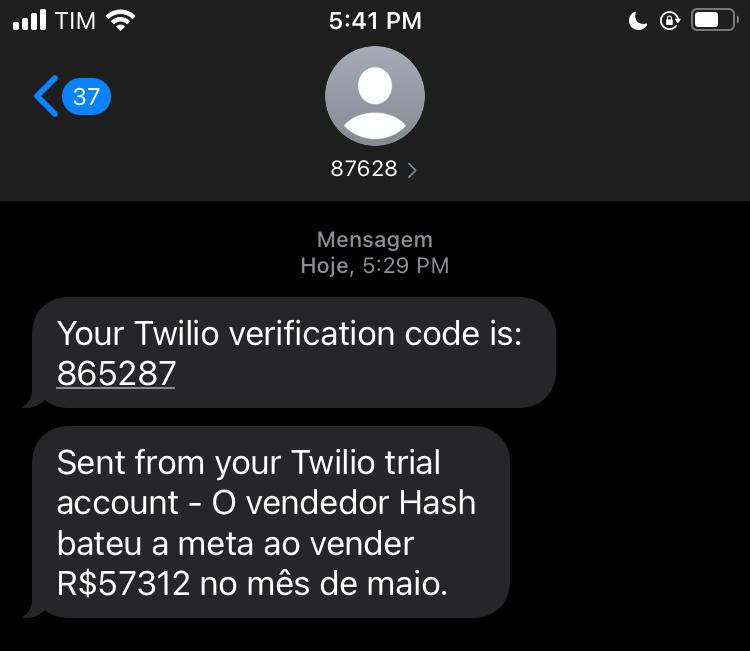 TIM
5:41 PM
37
87628
Mensagem
Hoje, 5:29 PM
Your Twilio verification code is:
865287
Sent from your Twilio trial
account - O vendedor Hash
bateu a meta ao vender
R$57312 no mês de maio.